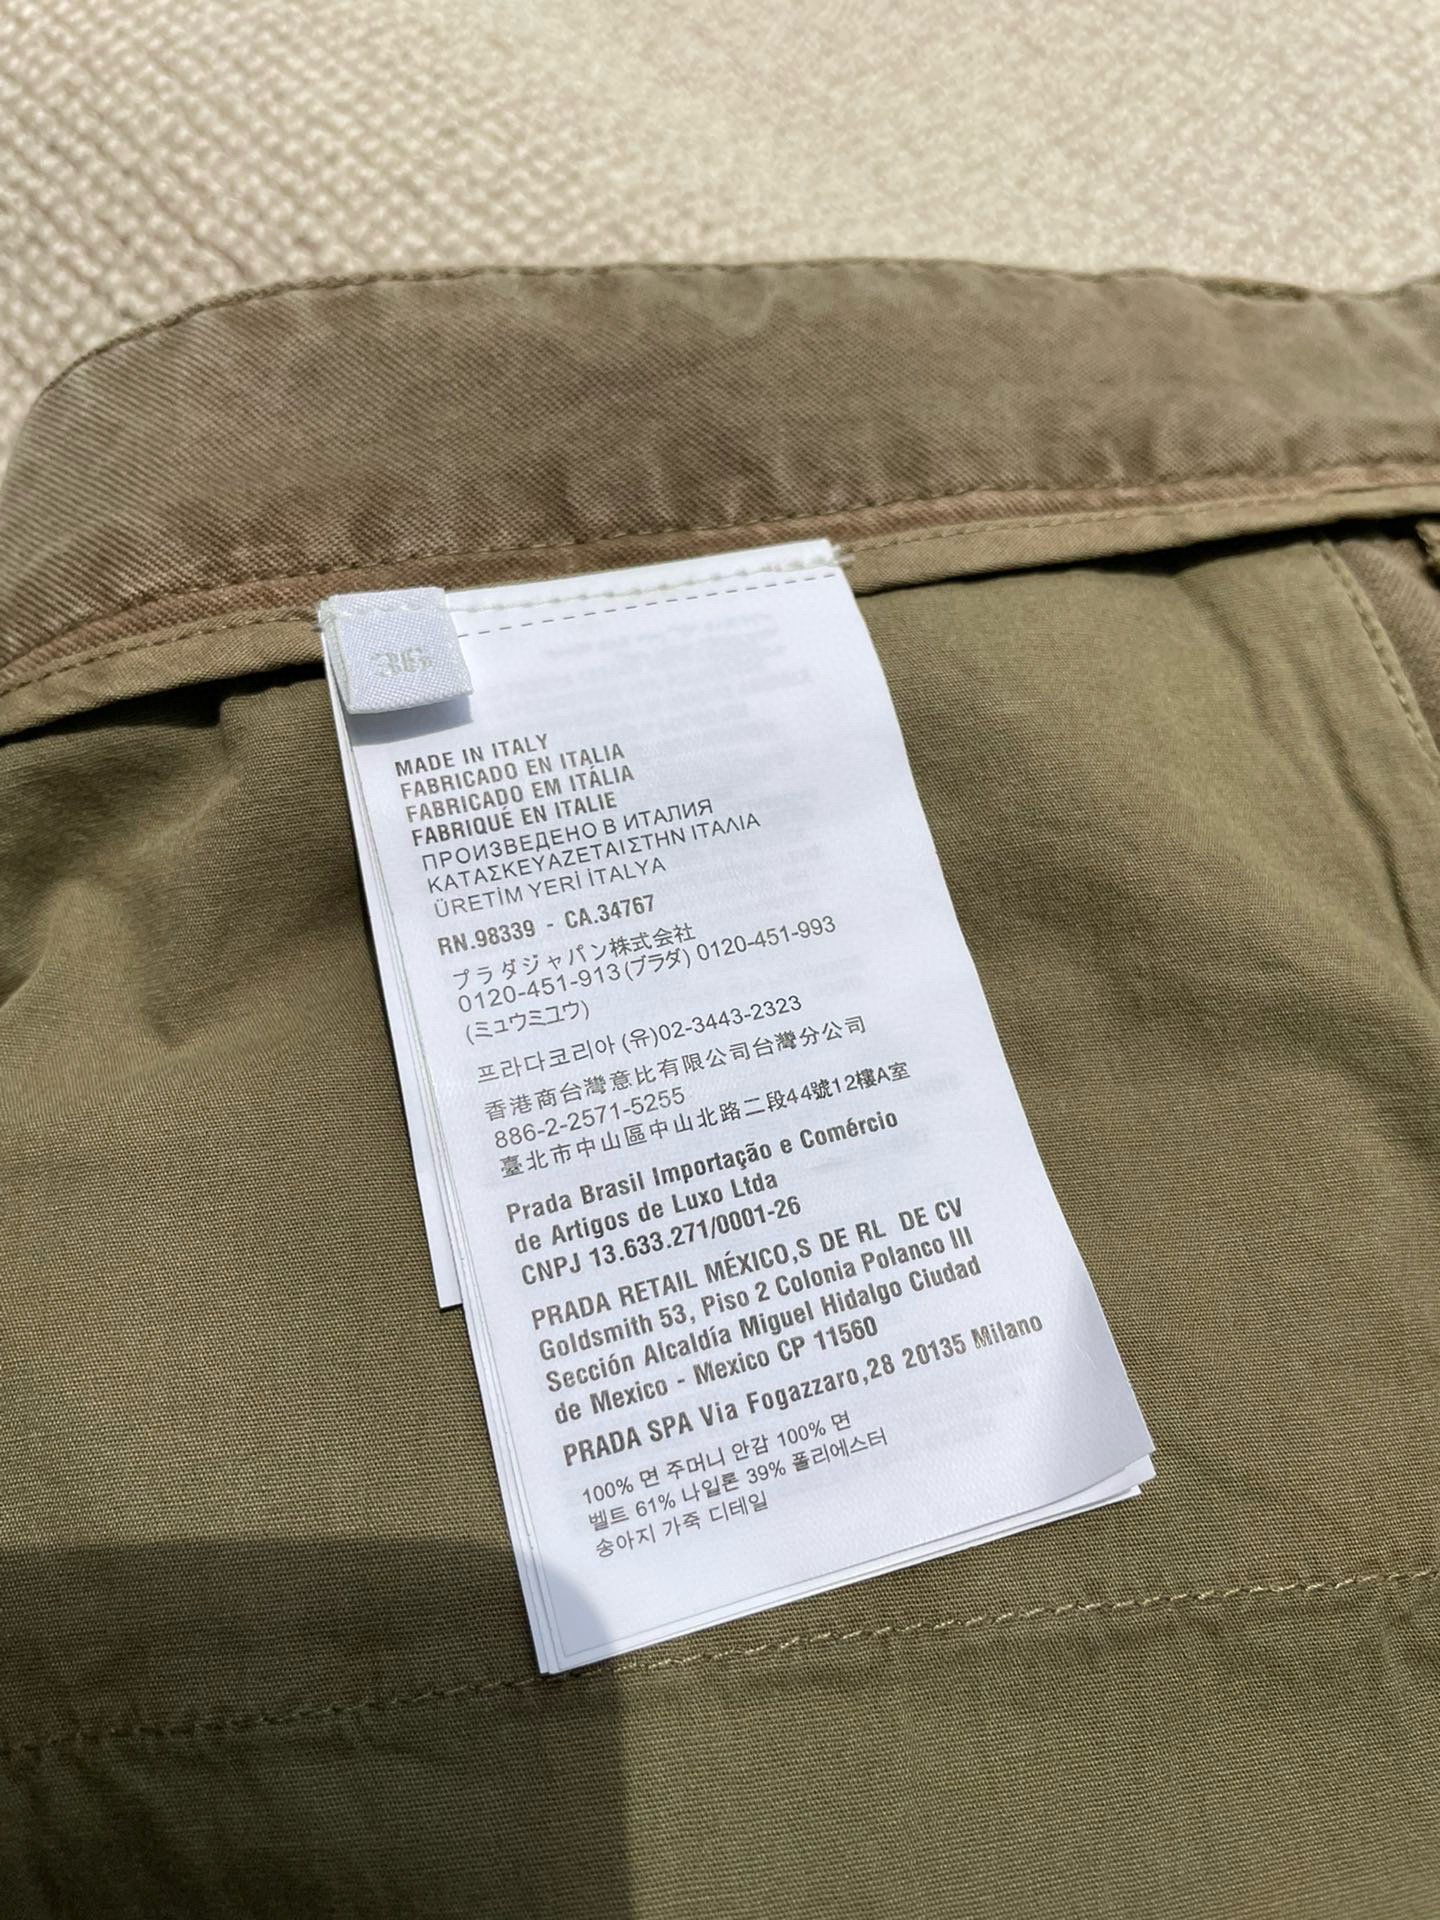 36
MADE IN ITALY
FABRICADO EN ITALIA
FABRICADO EM ITÁLIA
FABRIQUÉ EN ITALIE
ПРОИЗВЕДЕНО В ИТАЛИЯ
ΚΑΤΑΣΚΕΥΑΖΕΤΑΙΣΤΗΝ ΙΤΑΛΙΑ
ÜRETİM YERİ İTALYA
RN.98339 - CA.34767
プラダジャパン株式会社
0120-451-913(プラダ) 0120-451-993
(ミュウミュウ)
프라다코리아 (유)02-3443-2323
香港商台灣意比有限公司台灣分公司
886-2-2571-5255
臺北市中山區中山北路二段44號12樓A室
Prada Brasil Importação e Comércio
de Artigos de Luxo Ltda
CNPJ 13.633.271/0001-26
PRADA RETAIL MÉXICO,S DE RL DE CV
Goldsmith 53, Piso 2 Colonia Polanco III
Sección Alcaldía Miguel Hidalgo Ciudad
de Mexico - Mexico CP 11560
PRADA SPA Via Fogazzaro,28 20135 Milano
100% 면 주머니 안감 100% 면
벨트 61% 나일론 39% 폴리에스터
송아지 가죽 디테일